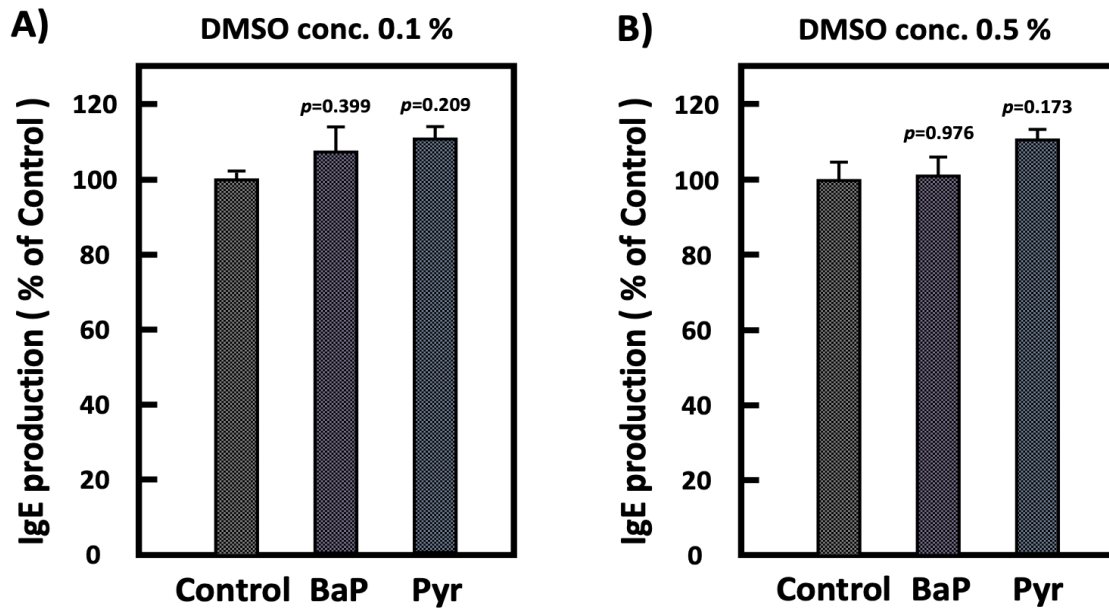 A)
DMSO conc. 0.1 %
IgE production ( % of Control )
120
100
80
60
40
20
0
p=0.399
p=0.209
Control BaP Pyr
B)
DMSO conc. 0.5 %
IgE production ( % of Control )
120
100
80
60
40
20
0
p=0.976
p=0.173
Control BaP Pyr